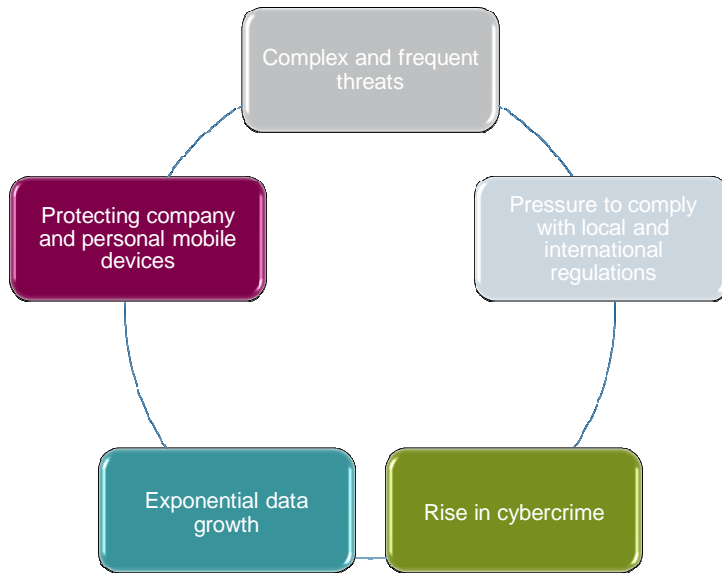 Complex and frequent
threats
Pressure to comply
with local and
international
regulations
Rise in cybercrime
Exponential data
growth
Protecting company
and personal mobile
devices